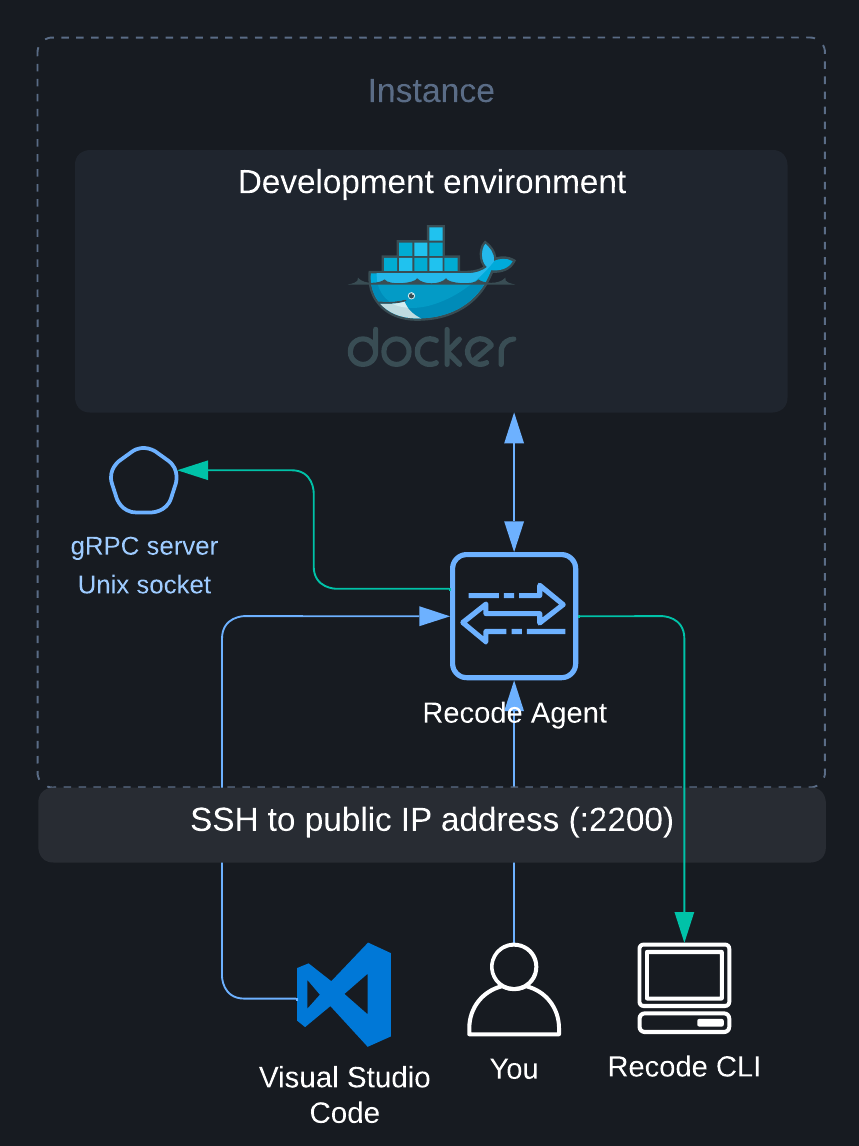 Instance
Development environment
docker
gRPC server
Unix socket
Recode Agent
SSH to public IP address (:2200)
Visual Studio
Code
You
Recode CLI